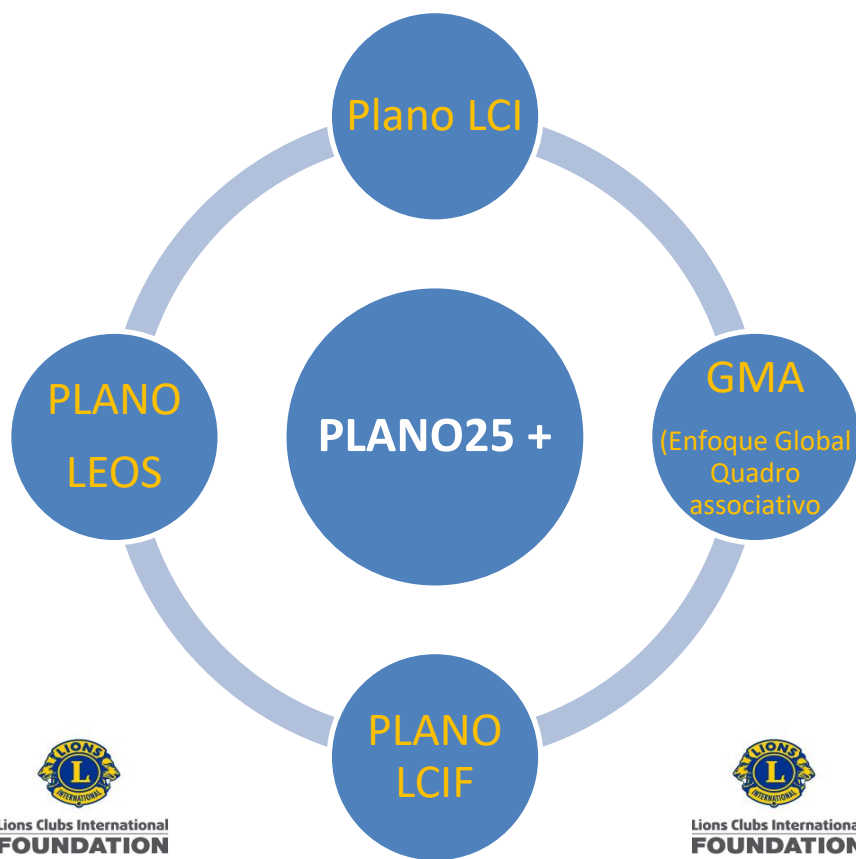 Plano LCI
PLANO
LEOS
PLANO25 +
GMA
(Enfoque Global
Quadro
associativo
PLANO
LCIF
LIONS
L
INTERNATIONAL
Lions Clubs International
FOUNDATION
LIONS
L
INTERNATIONAL
Lions Clubs International
FOUNDATION